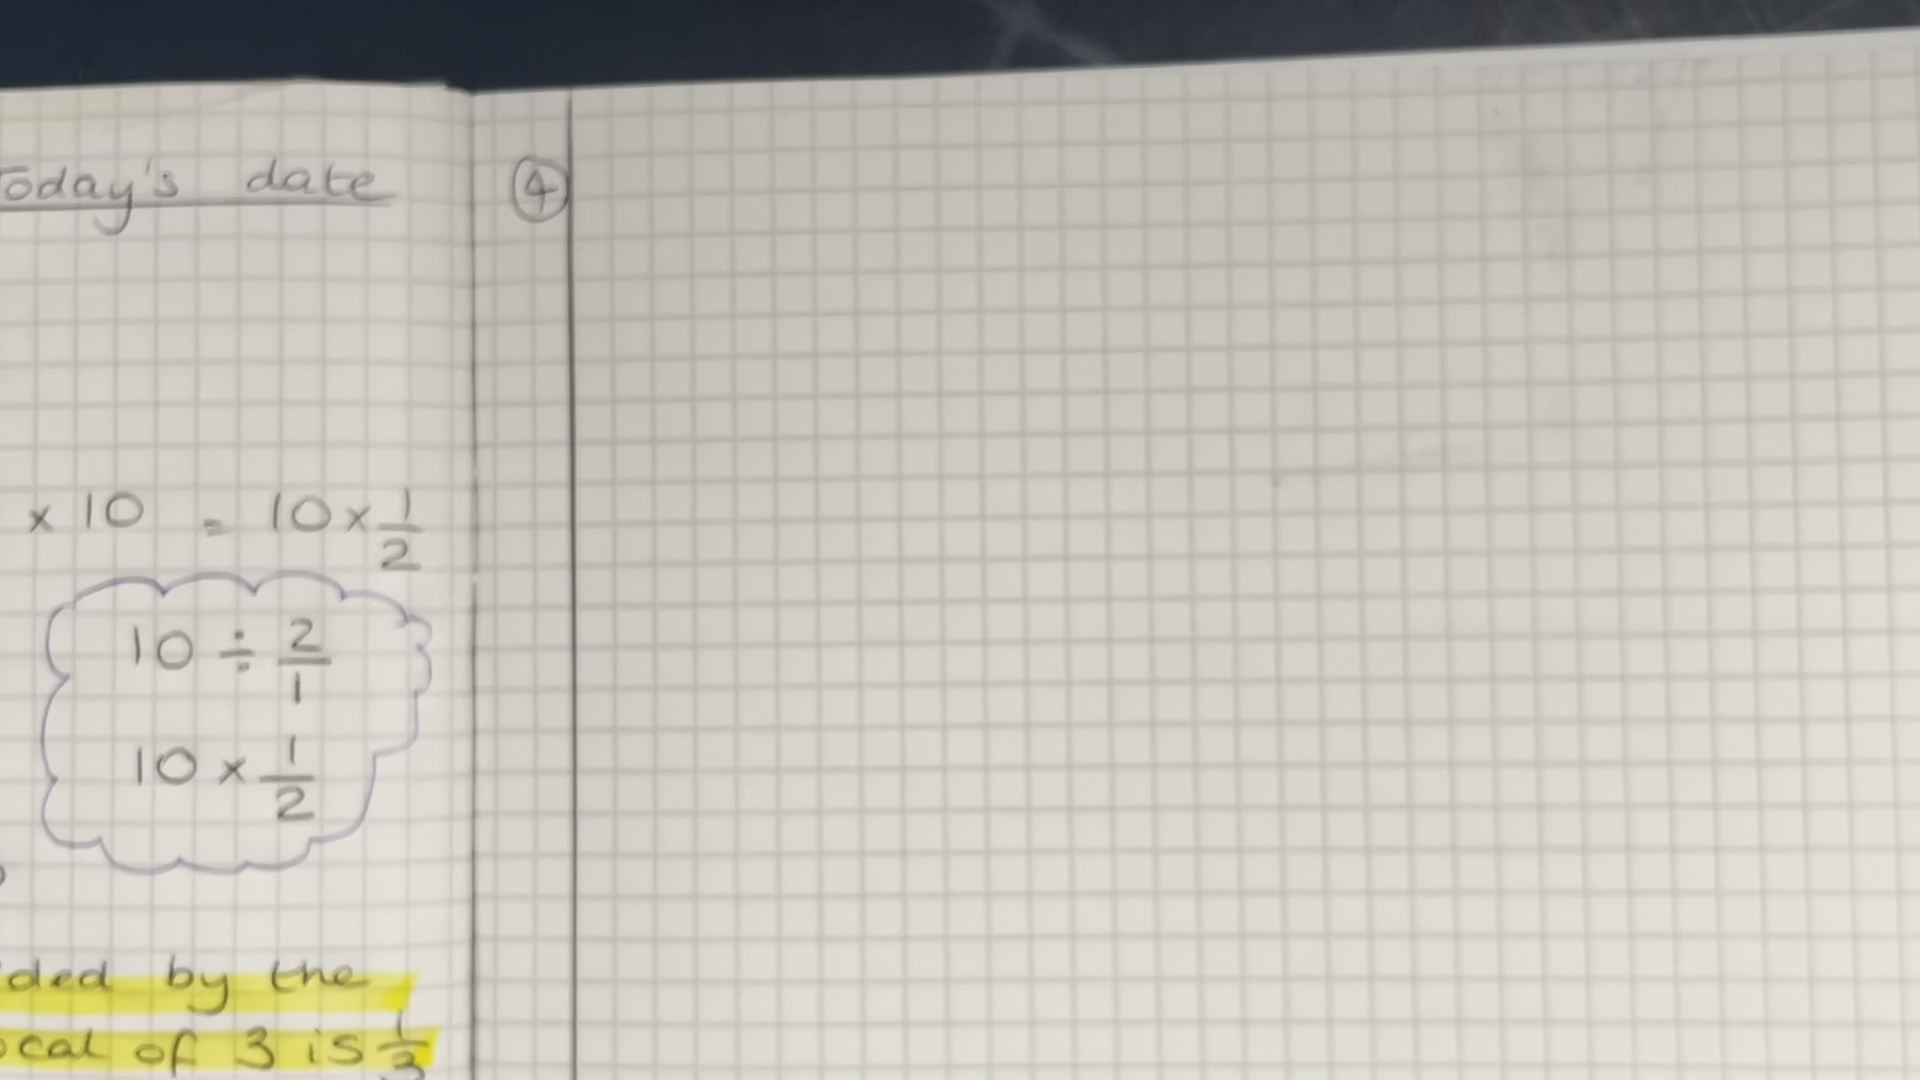 Today's date
④
× 10 = 10 × 1/2
10 ÷ 2/1
10 × 1/2
ded by the
cal of 3 is 1/3